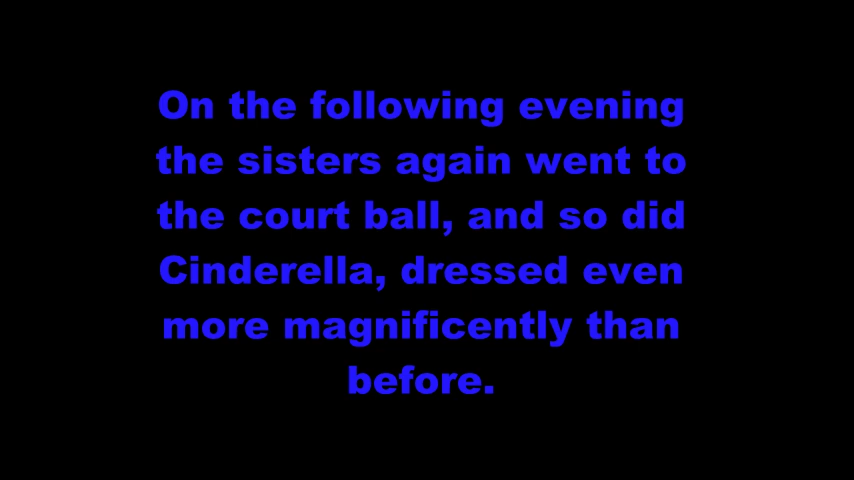 On the following evening
the sisters again went to
the court ball, and so did
Cinderella, dressed even
more magnificently than
before.